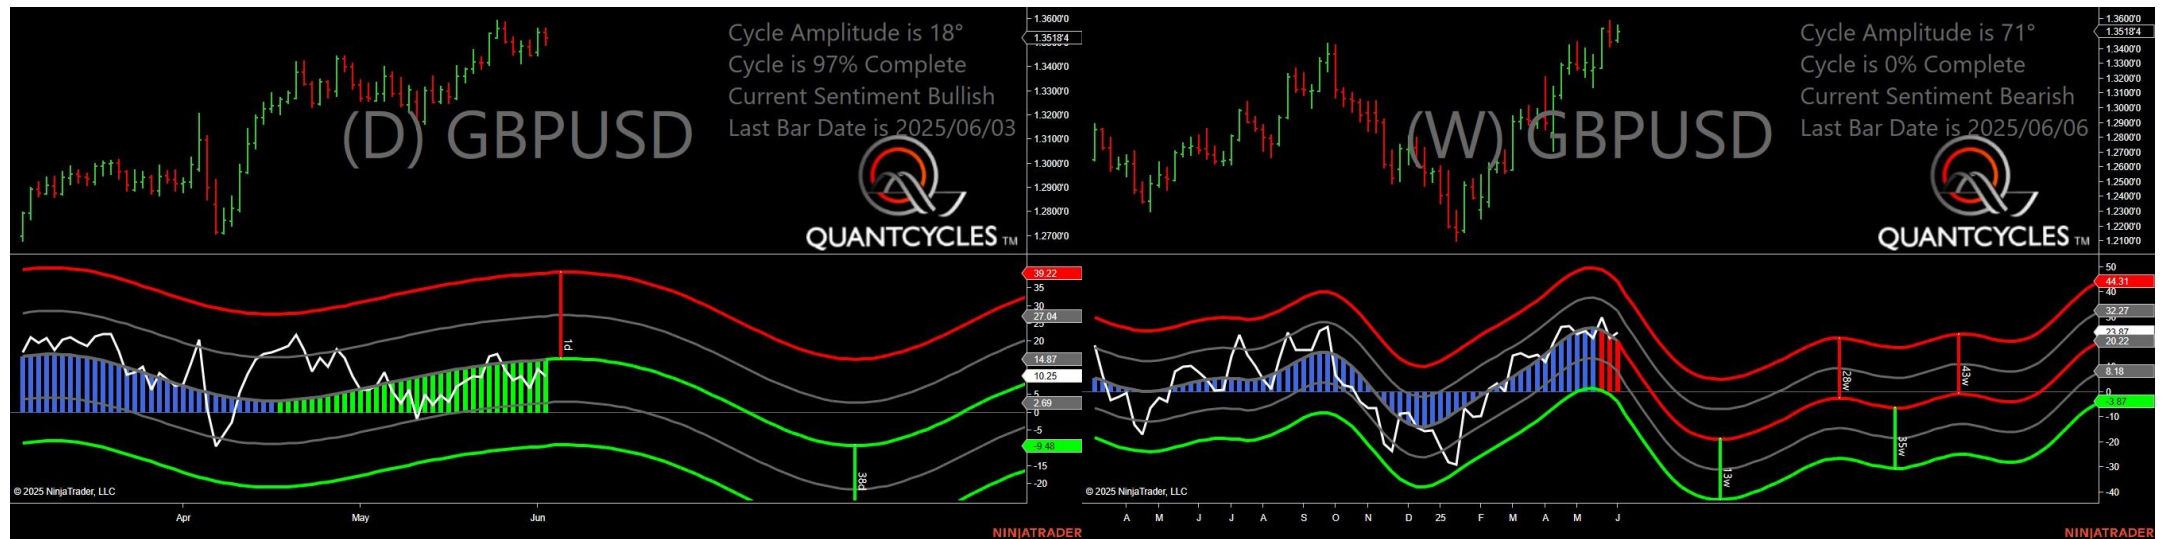 Cycle Amplitude is 18°
Cycle is 97% Complete
Current Sentiment Bullish
Last Bar Date is 2025/06/03
(D) GBPUSD
QUANTCYCLES TM
1.3600'0
1.3518'4
1.3400'0
1.3300'0
1.3200'0
1.3100'0
1.3000'0
1.2900'0
1.2800'0
1.2700'0
39.22
35
30
27.04
25
20
14.87
10.25
5
2.69
0
-5
-9.48
-15
-20
1d
38d
© 2025 NinjaTrader, LLC
Apr May Jun
NINJATRADER
Cycle Amplitude is 71°
Cycle is 0% Complete
Current Sentiment Bearish
Last Bar Date is 2025/06/06
(W) GBPUSD
QUANTCYCLES TM
1.3600'0
1.3518'4
1.3400'0
1.3300'0
1.3200'0
1.3100'0
1.3000'0
1.2900'0
1.2800'0
1.2700'0
1.2600'0
1.2500'0
1.2400'0
1.2300'0
1.2200'0
1.2100'0
50
44.31
40
32.27
30
23.87
20.22
10
8.18
0
-3.87
-10
-20
-30
-40
13w
28w
35w
43w
© 2025 NinjaTrader, LLC
A M J J A S O N D 25 F M A M J
NINJATRADER